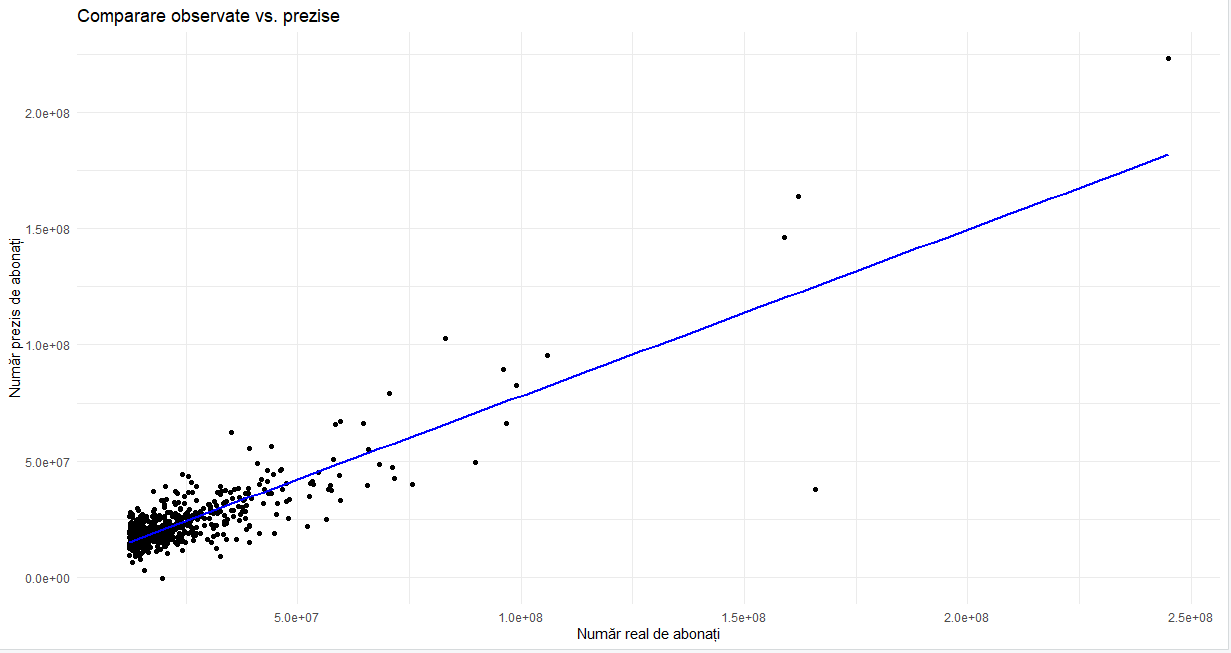 Comparare observate vs. prezise
Număr prezis de abonați
2.0e+08
1.5e+08
1.0e+08
5.0e+07
0.0e+00
5.0e+07
1.0e+08
1.5e+08
2.0e+08
2.5e+08
Număr real de abonați